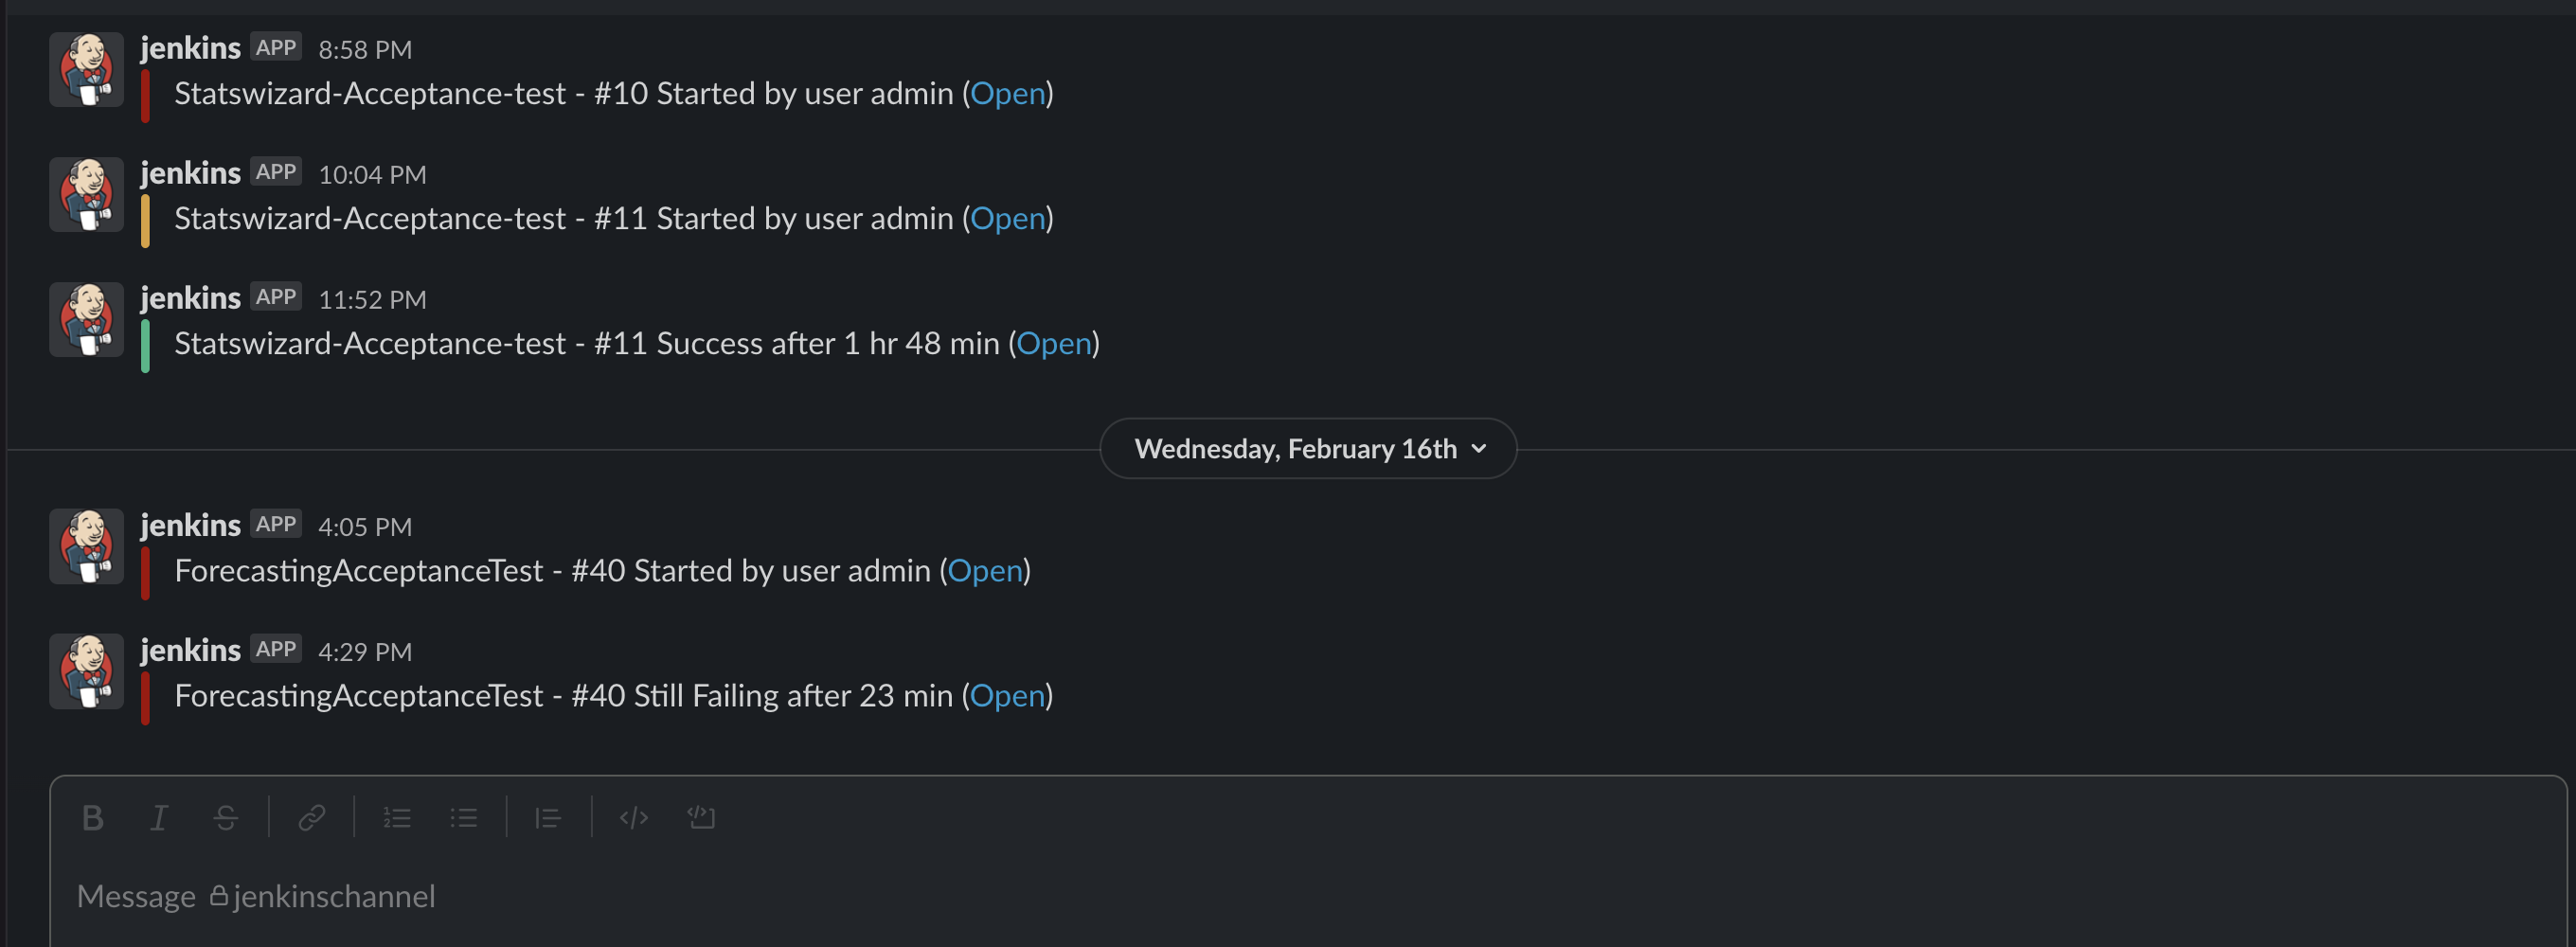 jenkins APP 8:58 PM
Statswizard-Acceptance-test - #10 Started by user admin (Open)
jenkins APP 10:04 PM
Statswizard-Acceptance-test - #11 Started by user admin (Open)
jenkins APP 11:52 PM
Statswizard-Acceptance-test - #11 Success after 1 hr 48 min (Open)
Wednesday, February 16th
jenkins APP 4:05 PM
ForecastingAcceptanceTest - #40 Started by user admin (Open)
jenkins APP 4:29 PM
ForecastingAcceptanceTest - #40 Still Failing after 23 min (Open)
Message jenkinschannel